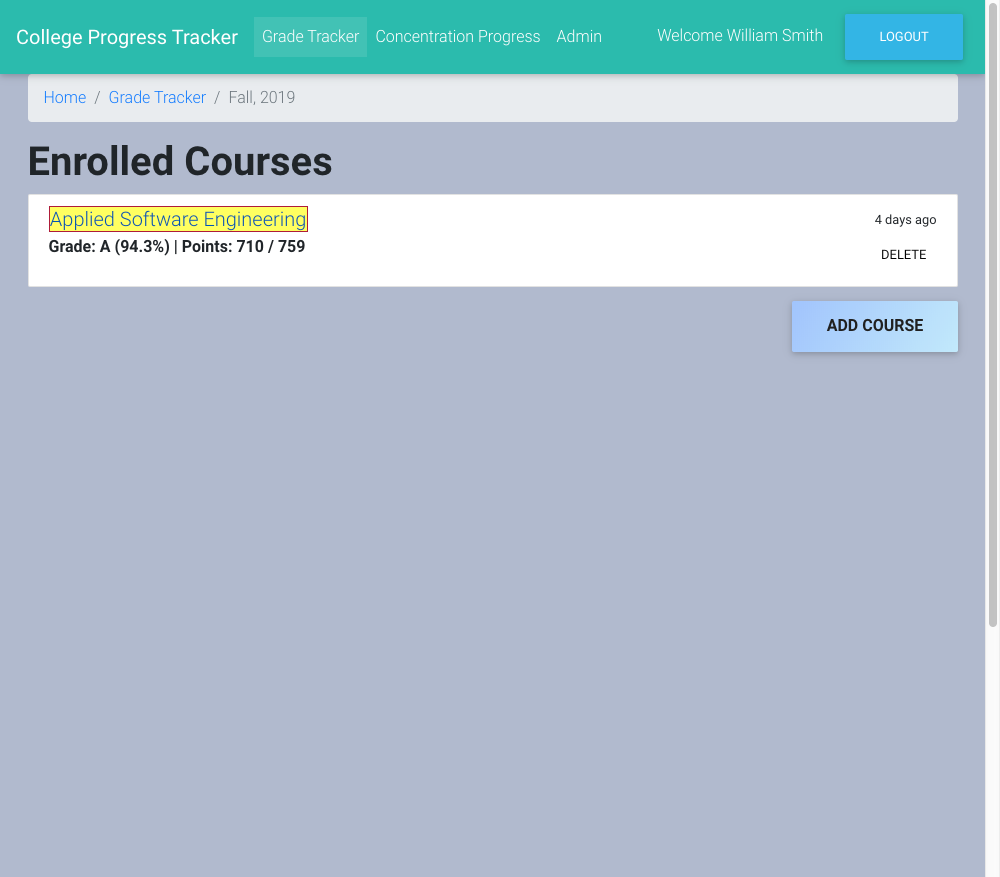 College Progress Tracker Grade Tracker Concentration Progress Admin Welcome William Smith LOGOUT
Home / Grade Tracker / Fall, 2019
Enrolled Courses
Applied Software Engineering 4 days ago
Grade: A (94.3%) | Points: 710 / 759
DELETE
ADD COURSE